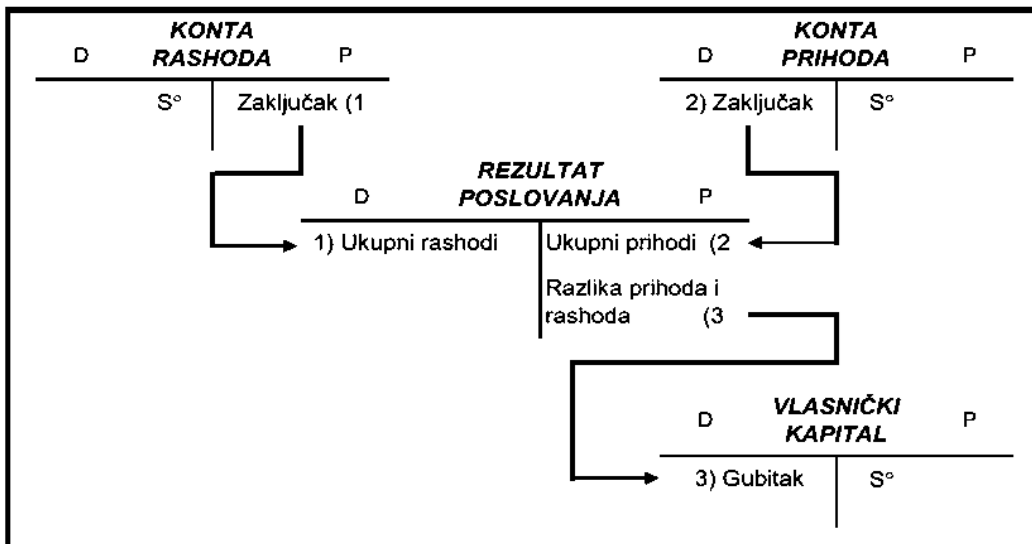 KONTA
RASHODA
D P
S° Zaključak (1
KONTA
PRIHODA
D P
2) Zaključak S°
REZULTAT
POSLOVANJA
D P
1) Ukupni rashodi Ukupni prihodi (2
Razlika prihoda i
rashoda (3
VLASNIČKI
KAPITAL
D P
3) Gubitak S°